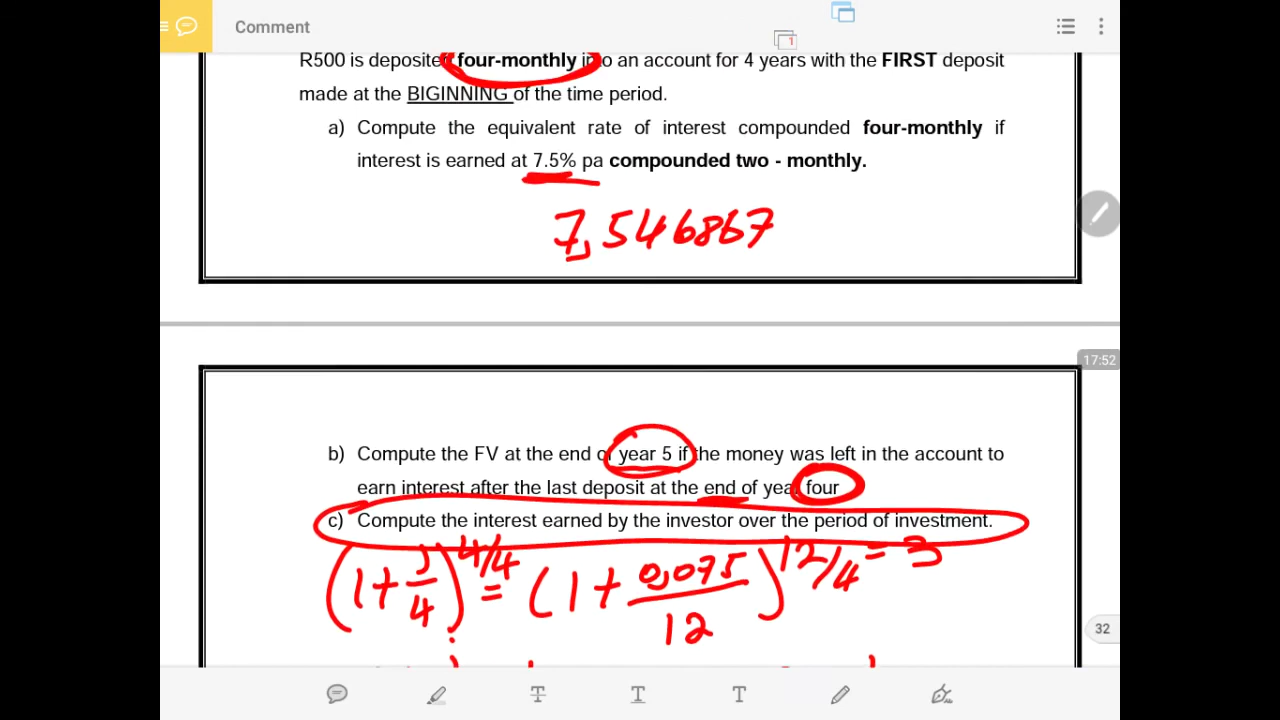 Comment
1
R500 is deposited four-monthly into an account for 4 years with the FIRST deposit
made at the BIGINNING of the time period.
a) Compute the equivalent rate of interest compounded four-monthly if
interest is earned at 7.5% pa compounded two - monthly.
7,546867
17:52
b) Compute the FV at the end of year 5 if the money was left in the account to
earn interest after the last deposit at the end of year four
c) Compute the interest earned by the investor over the period of investment.
(1 + J/4)^4/4 = (1 + 0,075/12)^12/4 = 3
32